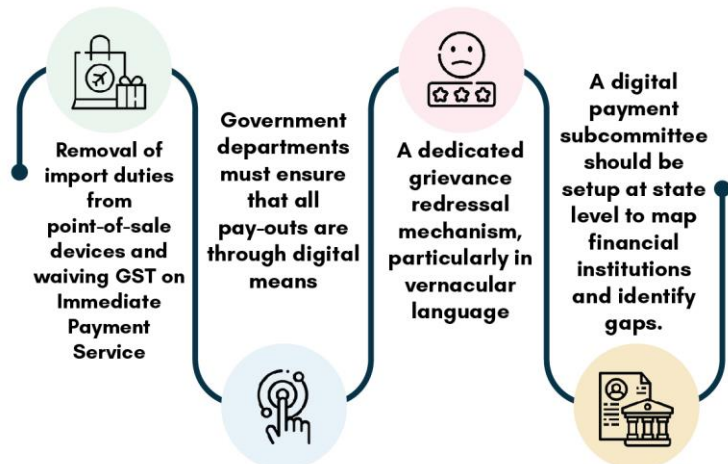 Removal of
import duties
from
point-of-sale
devices and
waiving GST on
Immediate
Payment
Service
Government
departments
must ensure
that all
pay-outs are
through digital
means
A dedicated
grievance
redressal
mechanism,
particularly in
vernacular
language
A digital
payment
subcommittee
should be
setup at state
level to map
financial
institutions
and identify
gaps.